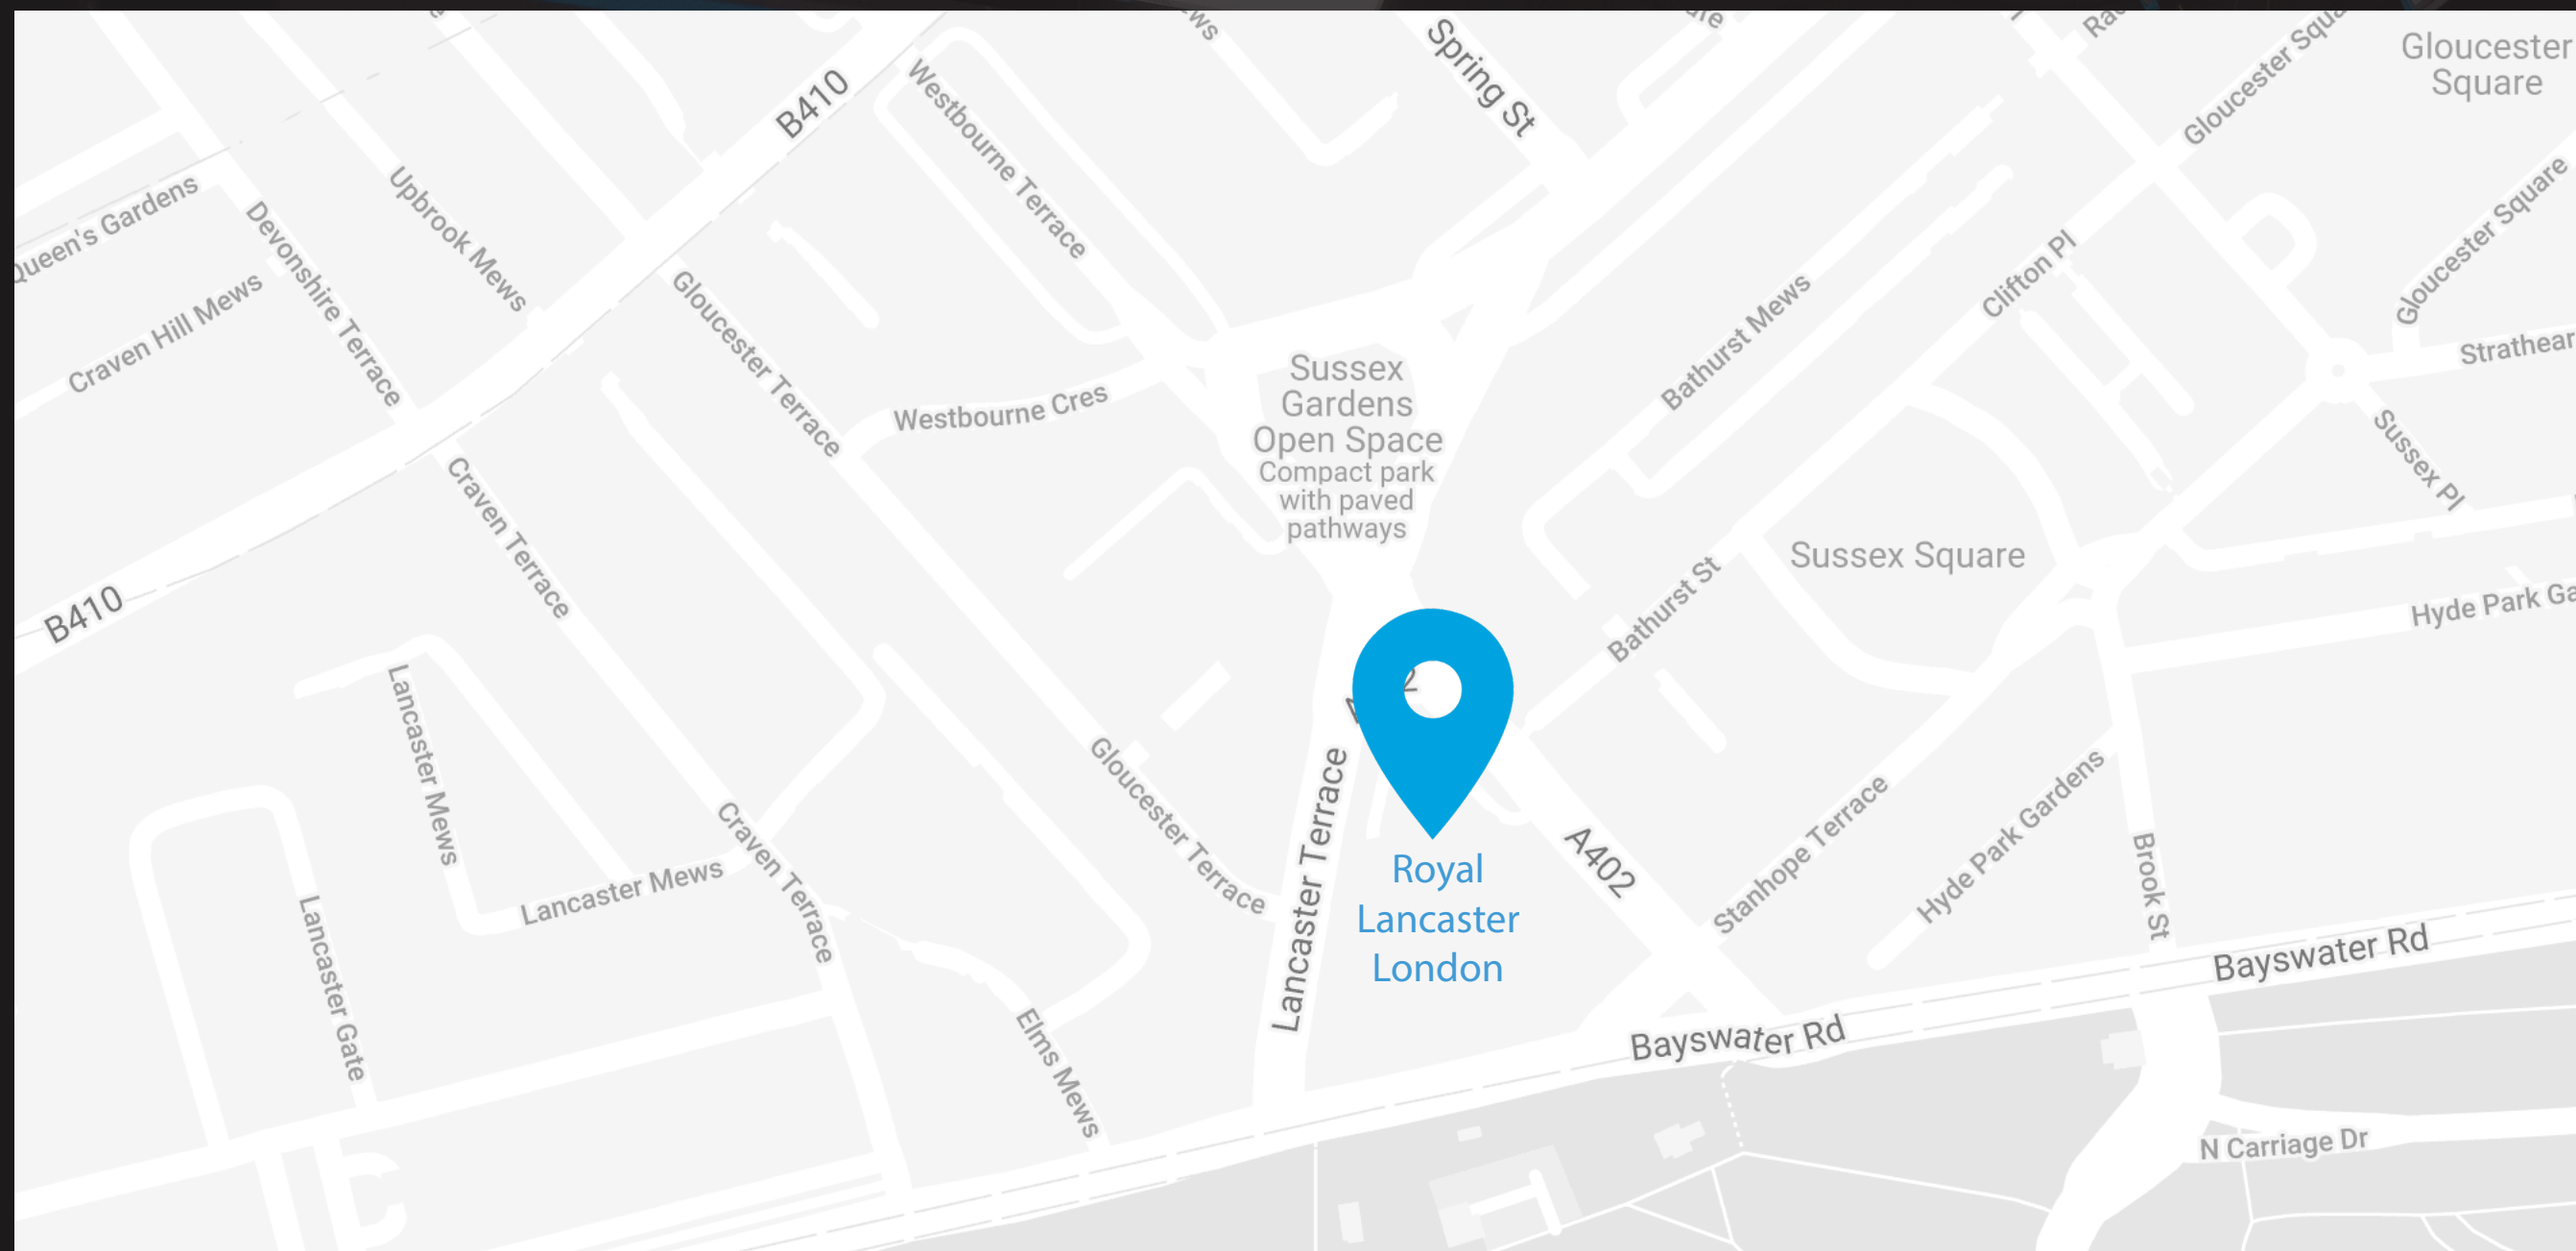 Spring St
Gloucester
Square
Gloucester
B410
Westbourne Terrace
Queen's Gardens
Devonshire Terrace
Upbrook Mews
Craven Hill Mews
Gloucester Terrace
Gloucester Square
Clifton Pl
Bathurst Mews
Sussex
Gardens
Open Space
Compact park
with paved
pathways
Westbourne Cres
Sussex Pl
Craven Terrace
Sussex Square
Bathurst St
B410
Hyde Park
Lancaster Mews
Lancaster Terrace
Gloucester Terrace
Royal
Lancaster
London
A402
Stanhope Terrace
Hyde Park Gardens
Brook St
Craven Terrace
Lancaster Mews
Lancaster Gate
Bayswater Rd
Bayswater Rd
Elms Mews
N Carriage Dr